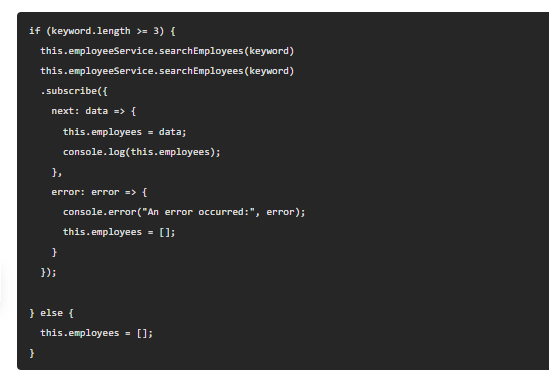 if (keyword.length >= 3) {
  this.employeeService.searchEmployees(keyword)
  this.employeeService.searchEmployees(keyword)
  .subscribe({
    next: data => {
      this.employees = data;
      console.log(this.employees);
    },
    error: error => {
      console.error("An error occurred:", error);
      this.employees = [];
    }
  });
} else {
  this.employees = [];
}